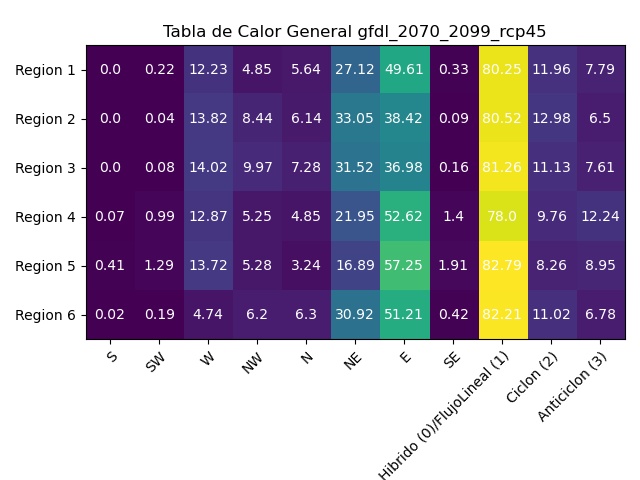 Tabla de Calor General gfdl_2070_2099_rcp45
Region 1 0.0 0.22 12.23 4.85 5.64 27.12 49.61 0.33 80.25 11.96 7.79
Region 2 0.0 0.04 13.82 8.44 6.14 33.05 38.42 0.09 80.52 12.98 6.5
Region 3 0.0 0.08 14.02 9.97 7.28 31.52 36.98 0.16 81.26 11.13 7.61
Region 4 0.07 0.99 12.87 5.25 4.85 21.95 52.62 1.4 78.0 9.76 12.24
Region 5 0.41 1.29 13.72 5.28 3.24 16.89 57.25 1.91 82.79 8.26 8.95
Region 6 0.02 0.19 4.74 6.2 6.3 30.92 51.21 0.42 82.21 11.02 6.78
S SW W NW N NE E SE Hibrido (0)/FlujoLineal (1) Ciclon (2) Anticiclon (3)